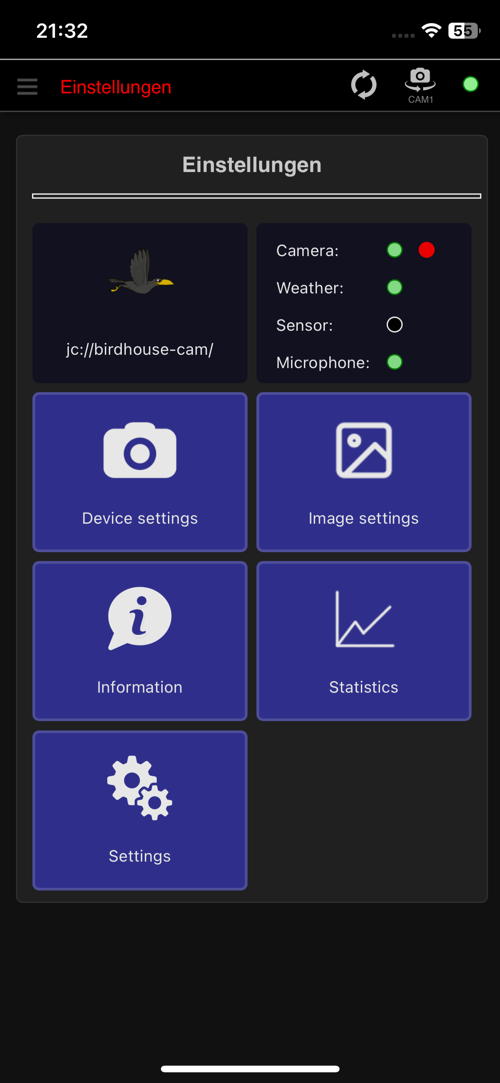 21:32
55
Einstellungen
CAM1
Einstellungen
jc://birdhouse-cam/
Camera:
Weather:
Sensor:
Microphone:
Device settings
Image settings
Information
Statistics
Settings